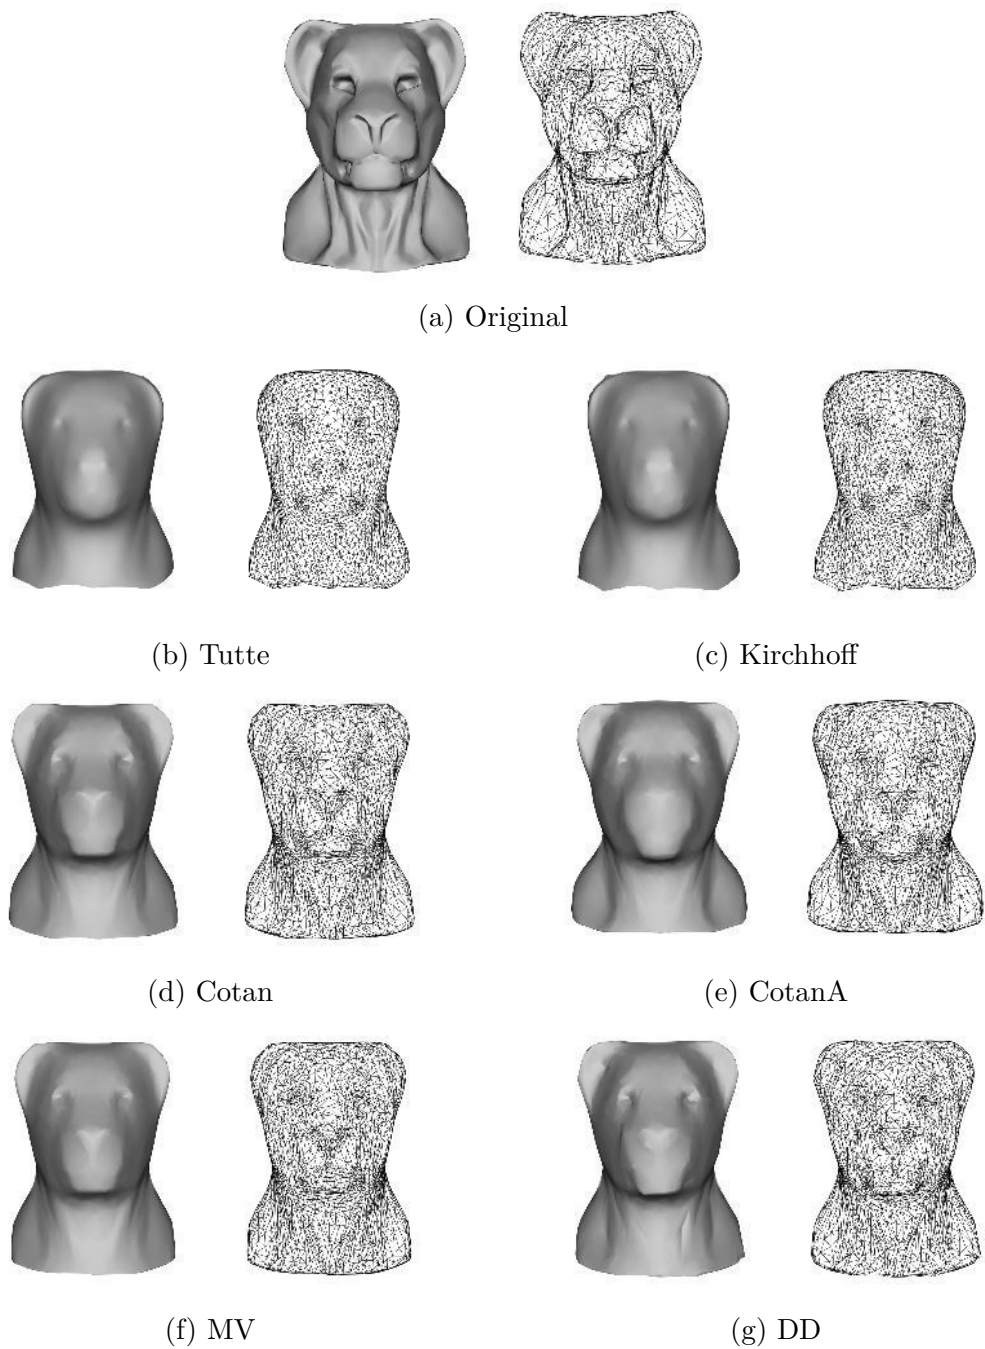 (a) Original
(b) Tutte
(c) Kirchhoff
(d) Cotan
(e) CotanA
(f) MV
(g) DD